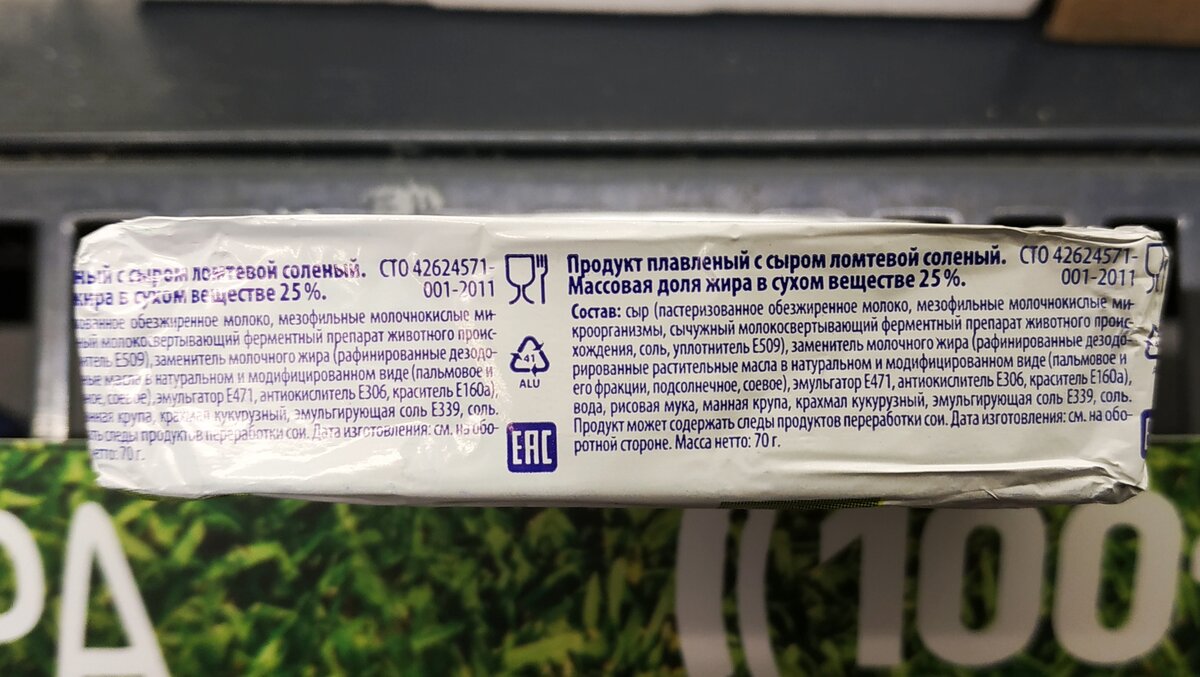 ный с сыром ломтевой соленый. СТО 42624571-
жира в сухом веществе 25%. 001-2011
обезжиренное молоко, мезофильные молочнокислые ми-
молокосвертывающий ферментный препарат животного проис-
Е509), заменитель молочного жира (рафинированные дезодо-
масла в натуральном и модифицированном виде (пальмовое и
соевое), эмульгатор Е471, антиокислитель Е306, краситель Е160а),
крупа, крахмал кукурузный, эмульгирующая соль Е339, соль.
следы продуктов переработки сои. Дата изготовления: см. на обо-
70 г.
41
ALU
EAC
Продукт плавленый с сыром ломтевой соленый. СТО 42624571-
Массовая доля жира в сухом веществе 25%. 001-2011
Состав: сыр (пастеризованное обезжиренное молоко, мезофильные молочнокислые ми-
кроорганизмы, сычужный молокосвертывающий ферментный препарат животного проис-
хождения, соль, уплотнитель Е509), заменитель молочного жира (рафинированные дезодо-
рированные растительные масла в натуральном и модифицированном виде (пальмовое и
его фракции, подсолнечное, соевое), эмульгатор Е471, антиокислитель Е306, краситель Е160а),
вода, рисовая мука, манная крупа, крахмал кукурузный, эмульгирующая соль Е339, соль.
Продукт может содержать следы продуктов переработки сои. Дата изготовления: см. на обо-
ротной стороне. Масса нетто: 70 г.
РА ((100